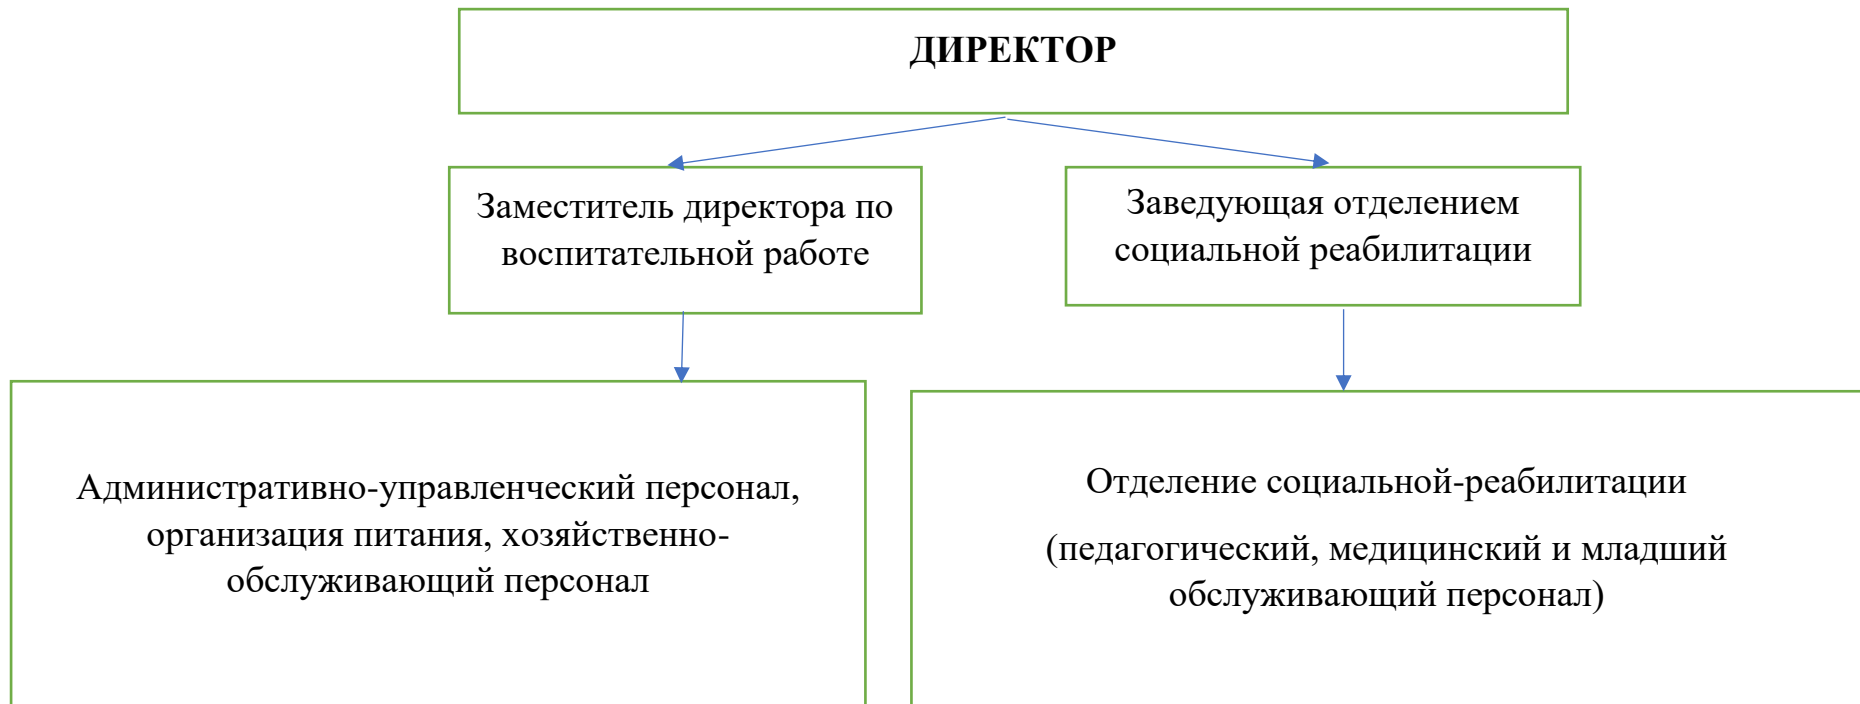 ДИРЕКТОР
Заместитель директора по
воспитательной работе
Заведующая отделением
социальной реабилитации
Административно-управленческий персонал,
организация питания, хозяйственно-
обслуживающий персонал
Отделение социальной-реабилитации
(педагогический, медицинский и младший
обслуживающий персонал)